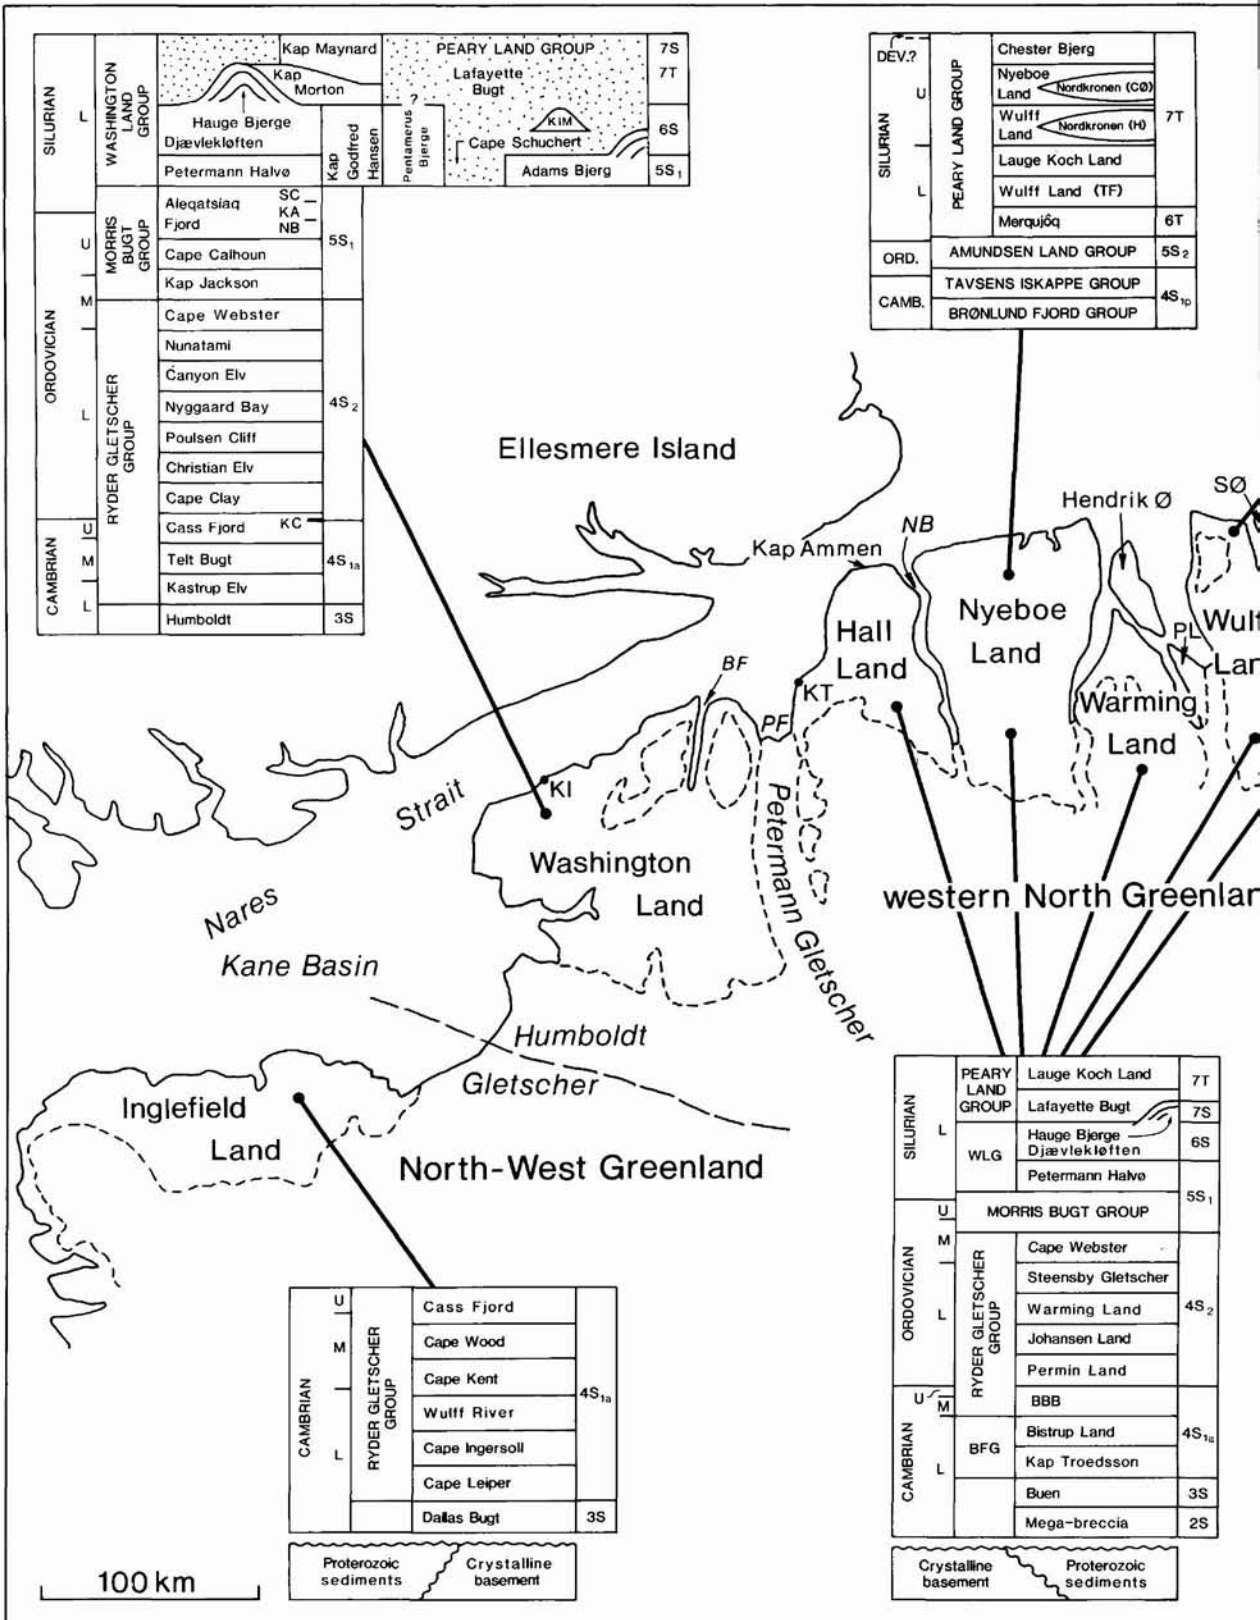 SILURIAN
L
WASHINGTON
LAND
GROUP
Kap Maynard
Kap
Morton
Hauge Bjerge
Djævlekløften
Petermann Halvø
Kap
Godfred
Hansen
Pentamerus
Bjerge
?
PEARY LAND GROUP
Lafayette
Bugt
KIM
Cape Schuchert
Adams Bjerg
7S
7T
6S
5S1
ORDOVICIAN
U
M
L
MORRIS
BUGT
GROUP
Aleqatsiaq
Fjord
SC
KA
NB
Cape Calhoun
Kap Jackson
5S1
RYDER GLETSCHER
GROUP
Cape Webster
Nunatami
Canyon Elv
Nyggaard Bay
Poulsen Cliff
Christian Elv
Cape Clay
4S2
CAMBRIAN
U
M
L
Cass Fjord KC
Telt Bugt
Kastrup Elv
4S1a
Humboldt
3S
DEV.?
SILURIAN
U
L
PEARY LAND GROUP
Chester Bjerg
Nyeboe
Land
Nordkronen (CØ)
Wulff
Land
Nordkronen (H)
Lauge Koch Land
Wulff Land (TF)
7T
Merqujôq
6T
ORD.
AMUNDSEN LAND GROUP
5S2
CAMB.
TAVSENS ISKAPPE GROUP
BRØNLUND FJORD GROUP
4S1p
Ellesmere Island
Hendrik Ø
SØ
Kap Ammen
NB
Nyeboe
Land
Hall
Land
Wulf
Lan
PL
Warming
Land
BF
KT
PF
KI
Strait
Nares
Petermann Gletscher
Washington
Land
western North Greenlan
Kane Basin
Humboldt
Gletscher
Inglefield
Land
North-West Greenland
CAMBRIAN
U
M
L
RYDER GLETSCHER
GROUP
Cass Fjord
Cape Wood
Cape Kent
Wulff River
Cape Ingersoll
Cape Leiper
4S1a
Dallas Bugt
3S
Proterozoic
sediments
Crystalline
basement
100 km
SILURIAN
L
PEARY
LAND
GROUP
Lauge Koch Land
7T
Lafayette Bugt
7S
WLG
Hauge Bjerge
Djævlekløften
6S
Petermann Halvø
5S1
ORDOVICIAN
U
M
L
MORRIS BUGT GROUP
RYDER GLETSCHER
GROUP
Cape Webster
Steensby Gletscher
Warming Land
Johansen Land
Permin Land
4S2
CAMBRIAN
U
M
L
BBB
BFG
Bistrup Land
Kap Troedsson
4S1a
Buen
3S
Mega-breccia
2S
Crystalline
basement
Proterozoic
sediments